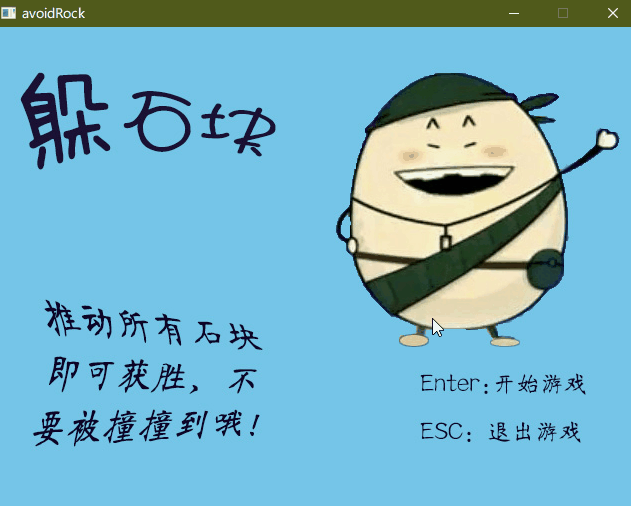 avoidRock
躲石块
推动所有石块
即可获胜，不
要被撞撞到哦！
Enter:开始游戏
ESC：退出游戏